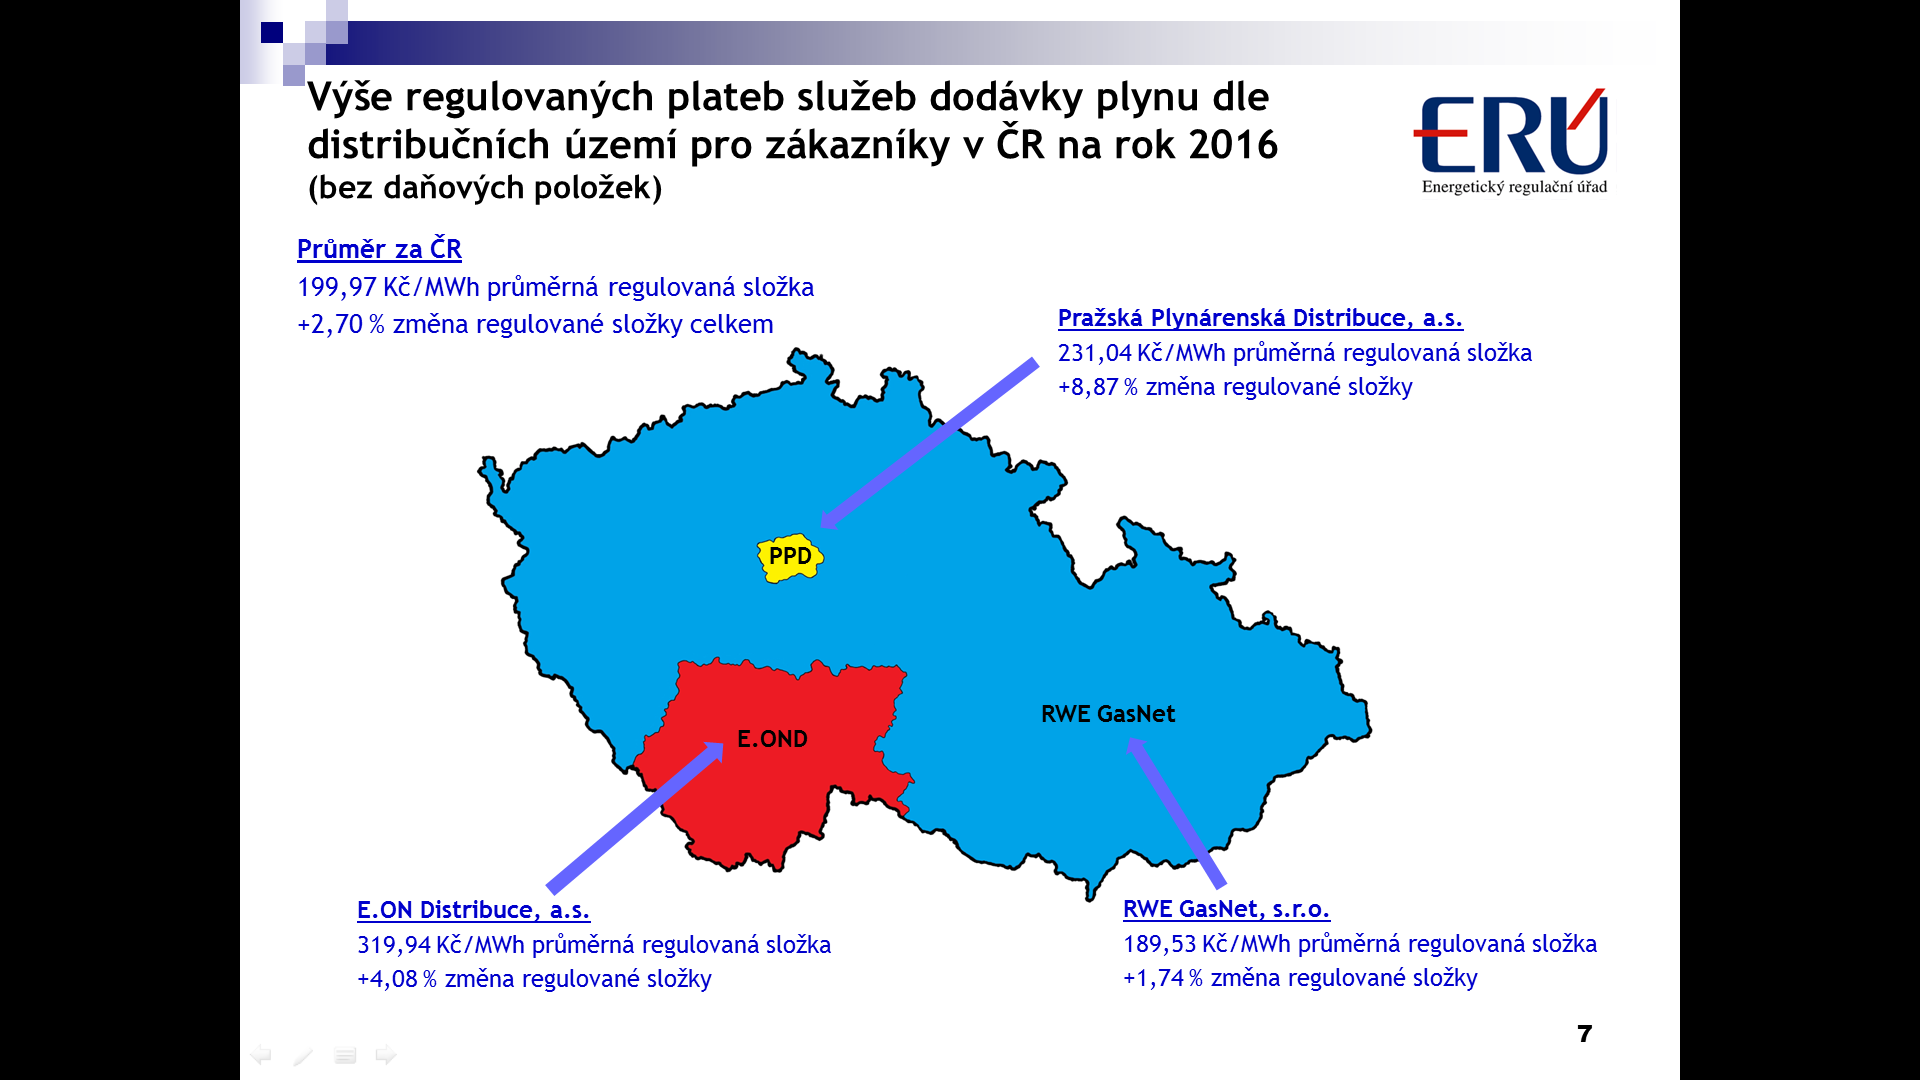 Výše regulovaných plateb služeb dodávky plynu dle
distribučních území pro zákazníky v ČR na rok 2016
(bez daňových položek)
ERÚ
Energetický regulační úřad
Průměr za ČR
199,97 Kč/MWh průměrná regulovaná složka
+2,70 % změna regulované složky celkem
Pražská Plynárenská Distribuce, a.s.
231,04 Kč/MWh průměrná regulovaná složka
+8,87 % změna regulované složky
PPD
RWE GasNet
E.OND
E.ON Distribuce, a.s.
319,94 Kč/MWh průměrná regulovaná složka
+4,08 % změna regulované složky
RWE GasNet, s.r.o.
189,53 Kč/MWh průměrná regulovaná složka
+1,74 % změna regulované složky
7